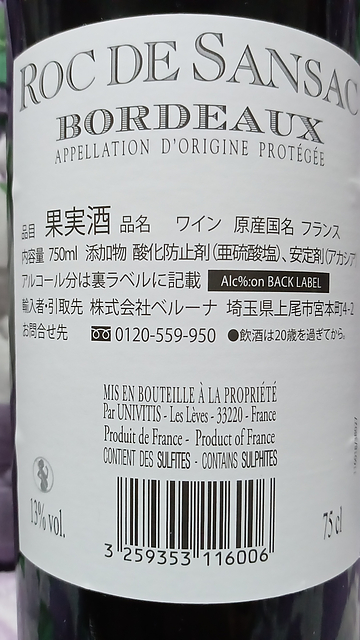 ROC DE SANSAC
BORDEAUX
APPELLATION D'ORIGINE PROTÉGÉE
品目 果実酒 品名 ワイン 原産国名 フランス
内容量 750ml 添加物 酸化防止剤（亜硫酸塩）、安定剤（アカシア
アルコール分は裏ラベルに記載 Alc%:on BACK LABEL
輸入者・引取先 株式会社ベルーナ 埼玉県上尾市宮本町4-2
お問合せ先 0120-559-950 ●飲酒は20歳を過ぎてから。
MIS EN BOUTEILLE À LA PROPRIÉTÉ
Par UNIVITIS - Les Lèves - 33220 - France
Produit de France - Product of France
CONTIENT DES SULFITES - CONTAINS SULPHITES
13% vol.
75 cl
3 259353 116006